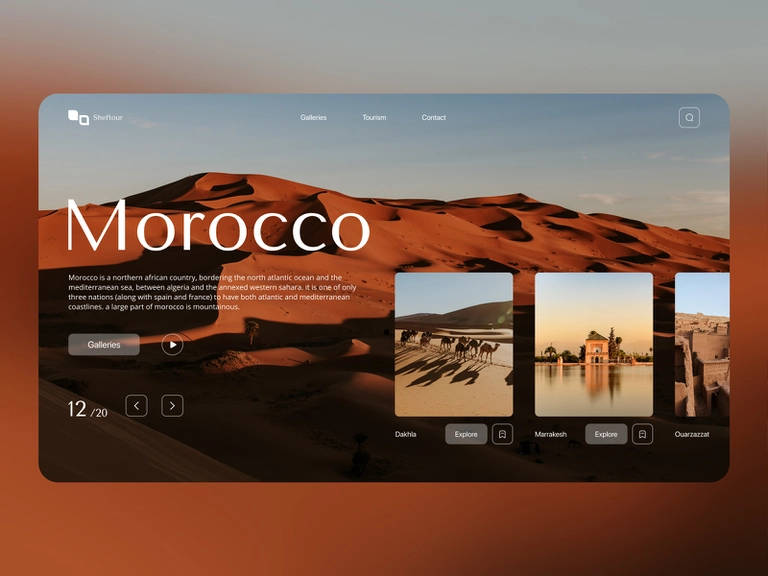 Sheflour
Galleries
Tourism
Contact
Morocco
Morocco is a northern african country, bordering the north atlantic ocean and the
mediterranean sea, between algeria and the annexed western sahara. it is one of only
three nations (along with spain and france) to have both atlantic and mediterranean
coastlines. a large part of morocco is mountainous.
Galleries
12 /20
Dakhla
Explore
Marrakesh
Explore
Ouarzazzat